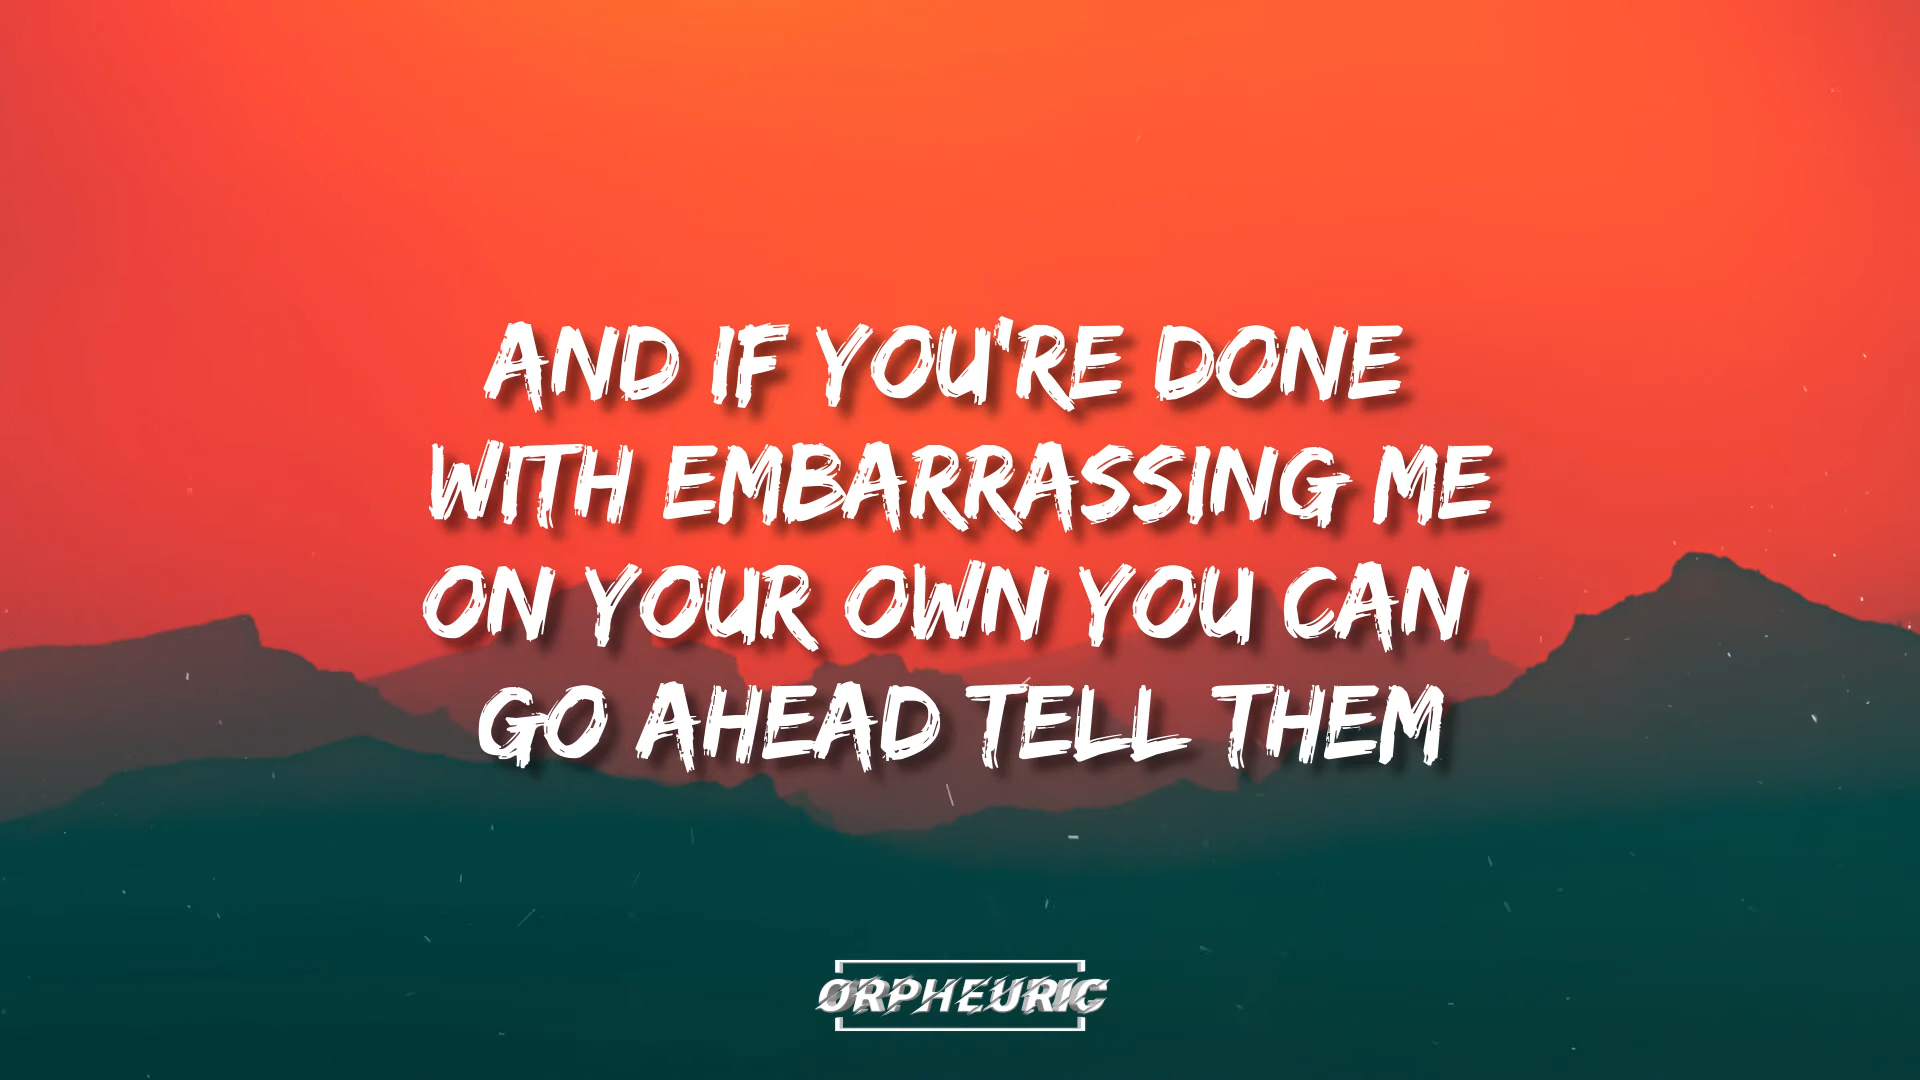 AND IF YOU'RE DONE
WITH EMBARRASSING ME
ON YOUR OWN YOU CAN
GO AHEAD TELL THEM
ORPHEURIC